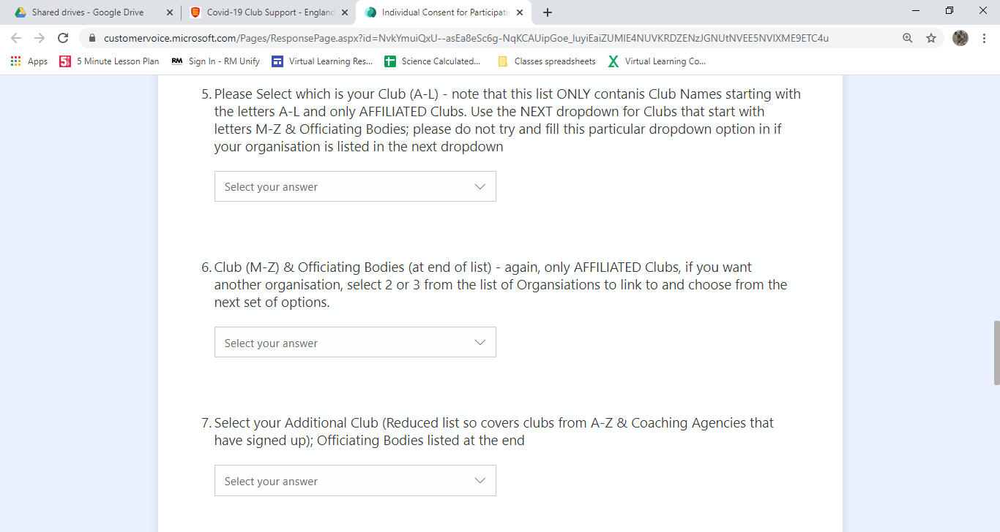 Shared drives - Google Drive
Covid-19 Club Support - England
Individual Consent for Participati
customervoice.microsoft.com/Pages/ResponsePage.aspx?id=NvkYmuiQxU--asEa8eSc6g-NqKCAUipGoe_IuyiEaiZUMlE4NUVKRDZENzJGNUtNVEE5NVlXME9ETC4u
Apps
5 Minute Lesson Plan
RM Sign In - RM Unify
Virtual Learning Res...
Science Calculated...
Classes spreadsheets
Virtual Learning Co...
5. Please Select which is your Club (A-L) - note that this list ONLY contanis Club Names starting with
the letters A-L and only AFFILIATED Clubs. Use the NEXT dropdown for Clubs that start with
letters M-Z & Officiating Bodies; please do not try and fill this particular dropdown option in if
your organisation is listed in the next dropdown
Select your answer
6. Club (M-Z) & Officiating Bodies (at end of list) - again, only AFFILIATED Clubs, if you want
another organisation, select 2 or 3 from the list of Organsiations to link to and choose from the
next set of options.
Select your answer
7. Select your Additional Club (Reduced list so covers clubs from A-Z & Coaching Agencies that
have signed up); Officiating Bodies listed at the end
Select your answer